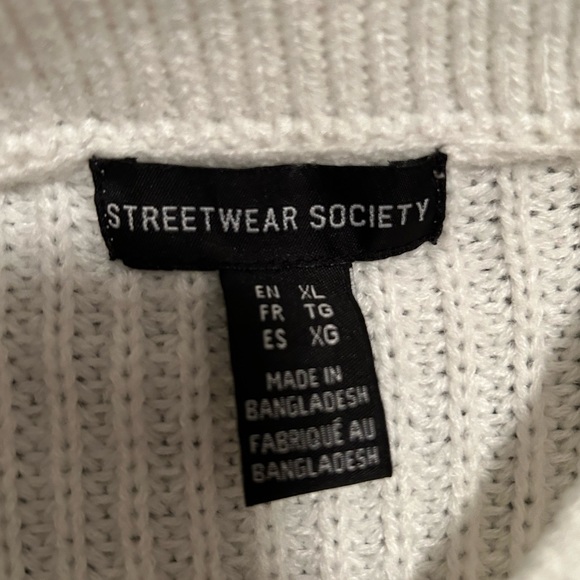 STREETWEAR SOCIETY
EN XL
FR TG
ES XG
MADE IN
BANGLADESH
FABRIQUÉ AU
BANGLADESH